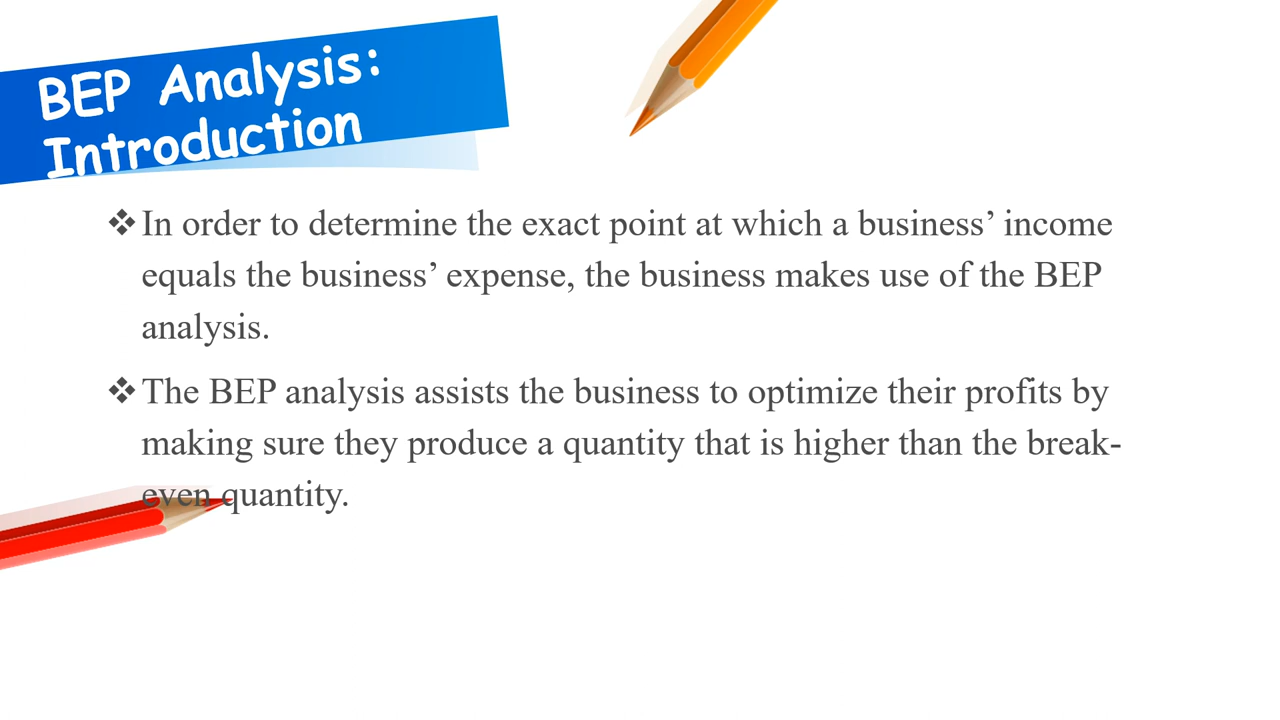 BEP Analysis:
Introduction
❖In order to determine the exact point at which a business’ income
equals the business’ expense, the business makes use of the BEP
analysis.
❖The BEP analysis assists the business to optimize their profits by
making sure they produce a quantity that is higher than the break-
even quantity.